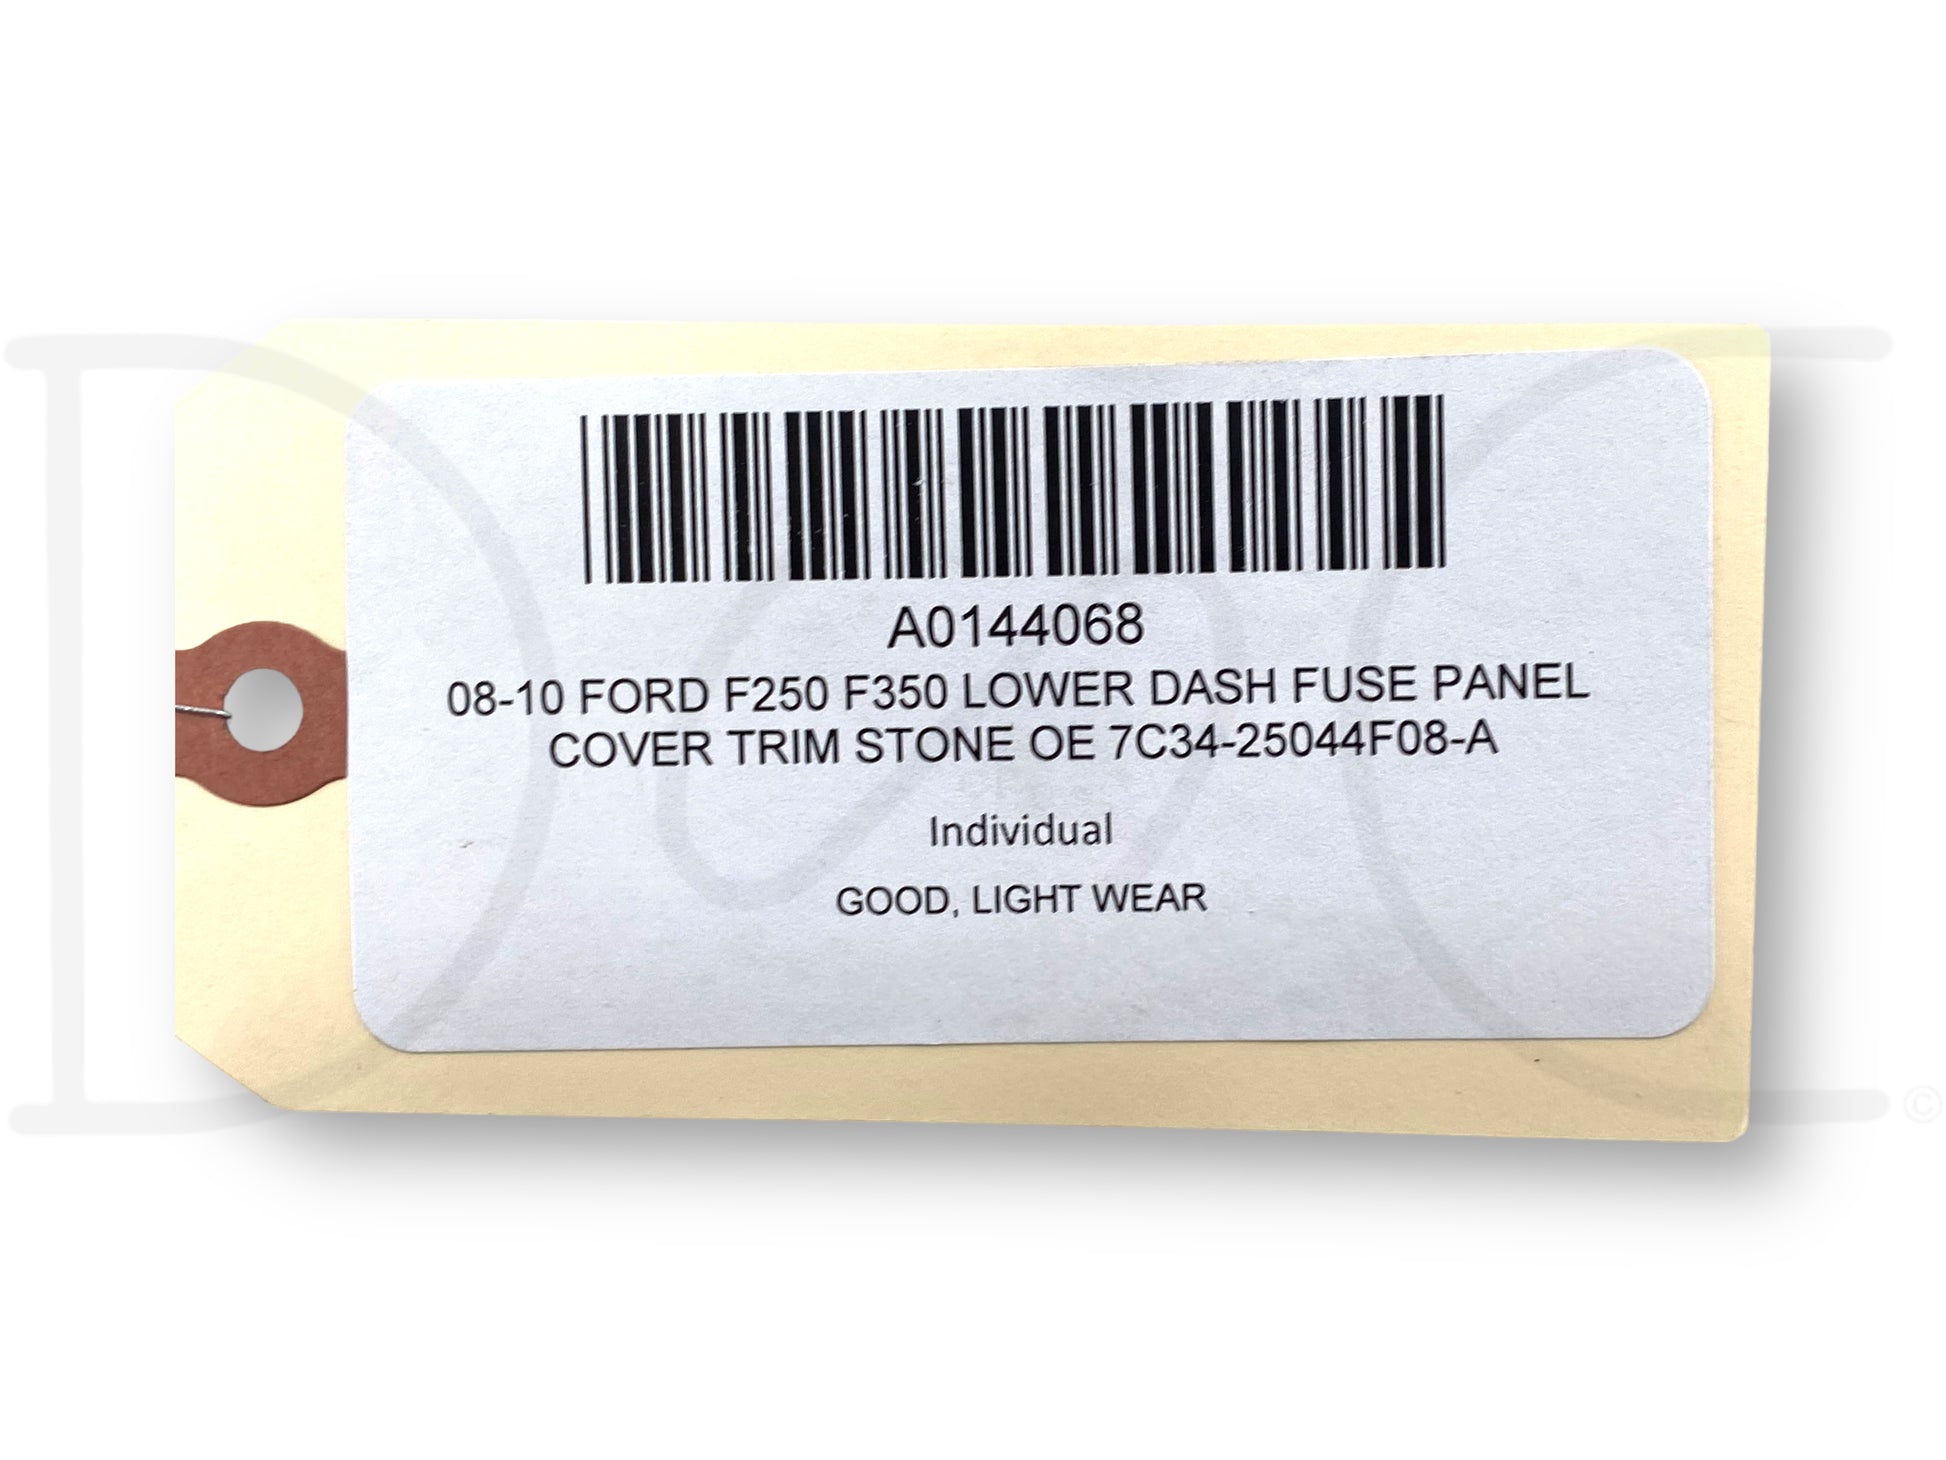 A0144068
08-10 FORD F250 F350 LOWER DASH FUSE PANEL
COVER TRIM STONE OE 7C34-25044F08-A
Individual
GOOD, LIGHT WEAR
©